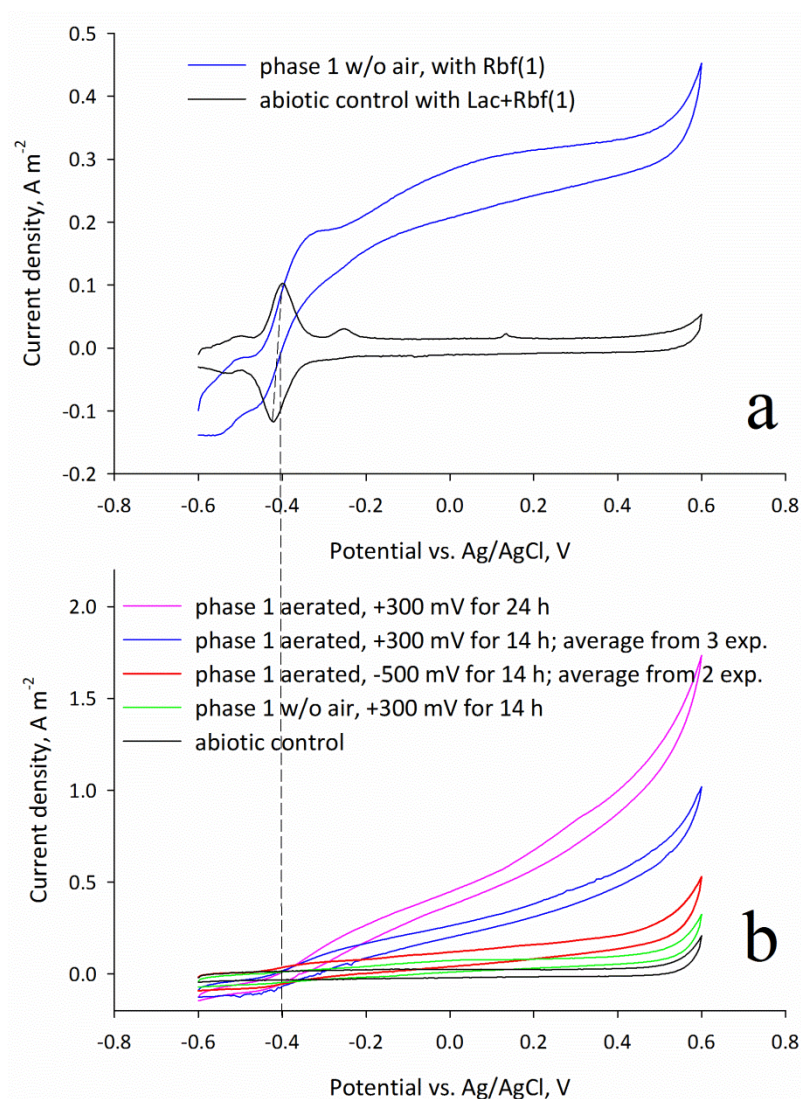 phase 1 w/o air, with Rbf(1)
abiotic control with Lac+Rbf(1)
0.5
0.4
0.3
0.2
0.1
0.0
-0.1
-0.2
Current density, A m-2
a
-0.8 -0.6 -0.4 -0.2 0.0 0.2 0.4 0.6 0.8
Potential vs. Ag/AgCl, V
phase 1 aerated, +300 mV for 24 h
phase 1 aerated, +300 mV for 14 h; average from 3 exp.
phase 1 aerated, -500 mV for 14 h; average from 2 exp.
phase 1 w/o air, +300 mV for 14 h
abiotic control
2.0
1.5
1.0
0.5
0.0
Current density, A m-2
b
-0.8 -0.6 -0.4 -0.2 0.0 0.2 0.4 0.6 0.8
Potential vs. Ag/AgCl, V